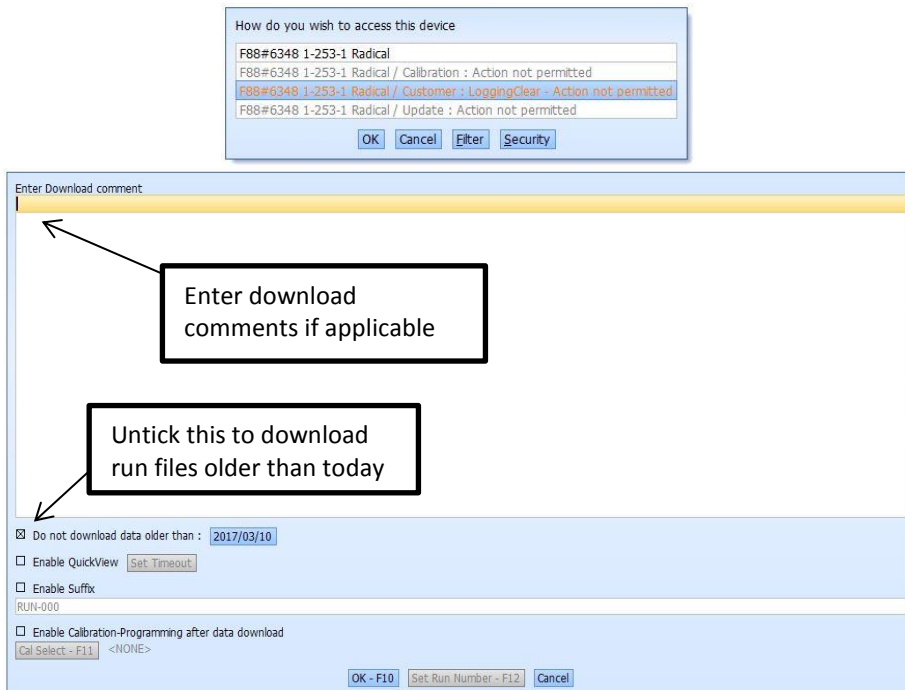 How do you wish to access this device
F88#6348 1-253-1 Radical
F88#6348 1-253-1 Radical / Calibration : Action not permitted
F88#6348 1-253-1 Radical / Customer : LoggingClear - Action not permitted
F88#6348 1-253-1 Radical / Update : Action not permitted
OK Cancel Filter Security
Enter Download comment
Enter download
comments if applicable
Untick this to download
run files older than today
Do not download data older than : 2017/03/10
Enable QuickView Set Timeout
Enable Suffix
RUN-000
Enable Calibration-Programming after data download
Cal Select - F11 <NONE>
OK - F10 Set Run Number - F12 Cancel